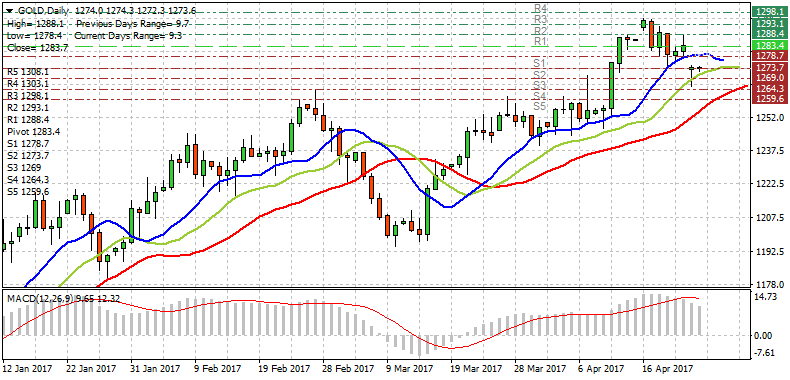 GOLD,Daily 1274.0 1274.3 1272.3 1273.6
High= 1288.1 Previous Days Range= 9.7
Low= 1278.4 Current Days Range= 9.3
Close= 1283.7
R5 1308.1
R4 1303.1
R3 1298.1
R2 1293.1
R1 1288.4
Pivot 1283.4
S1 1278.7
S2 1273.7
S3 1269
S4 1264.3
S5 1259.6
R4
R3
R2
R1
S1
S2
S3
S4
S5
1298.1
1293.1
1288.4
1283.4
1278.7
1273.7
1269.0
1264.3
1259.6
1252.0
1237.5
1222.5
1207.5
1192.5
1178.0
MACD(12,26,9) 9.65 12.32
14.73
0.00
-7.61
12 Jan 2017 22 Jan 2017 31 Jan 2017 9 Feb 2017 19 Feb 2017 28 Feb 2017 9 Mar 2017 19 Mar 2017 28 Mar 2017 6 Apr 2017 16 Apr 2017